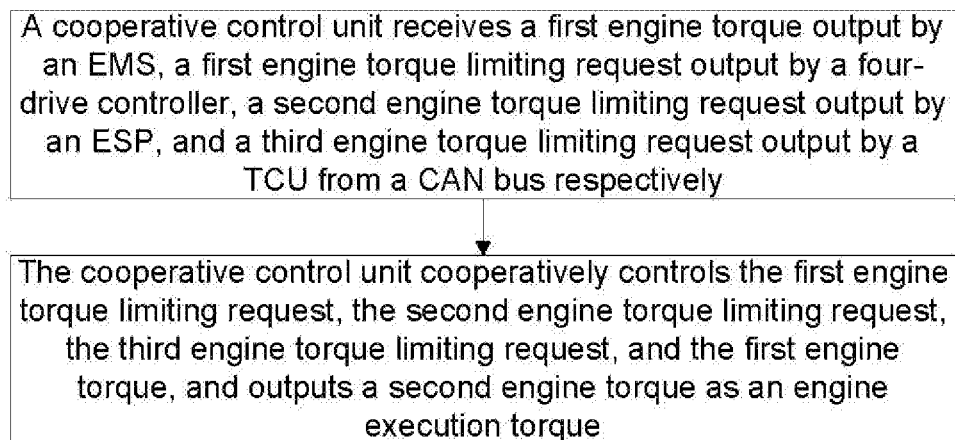 A cooperative control unit receives a first engine torque output by
an EMS, a first engine torque limiting request output by a four-
drive controller, a second engine torque limiting request output by
an ESP, and a third engine torque limiting request output by a
TCU from a CAN bus respectively
The cooperative control unit cooperatively controls the first engine
torque limiting request, the second engine torque limiting request,
the third engine torque limiting request, and the first engine
torque, and outputs a second engine torque as an engine
execution torque